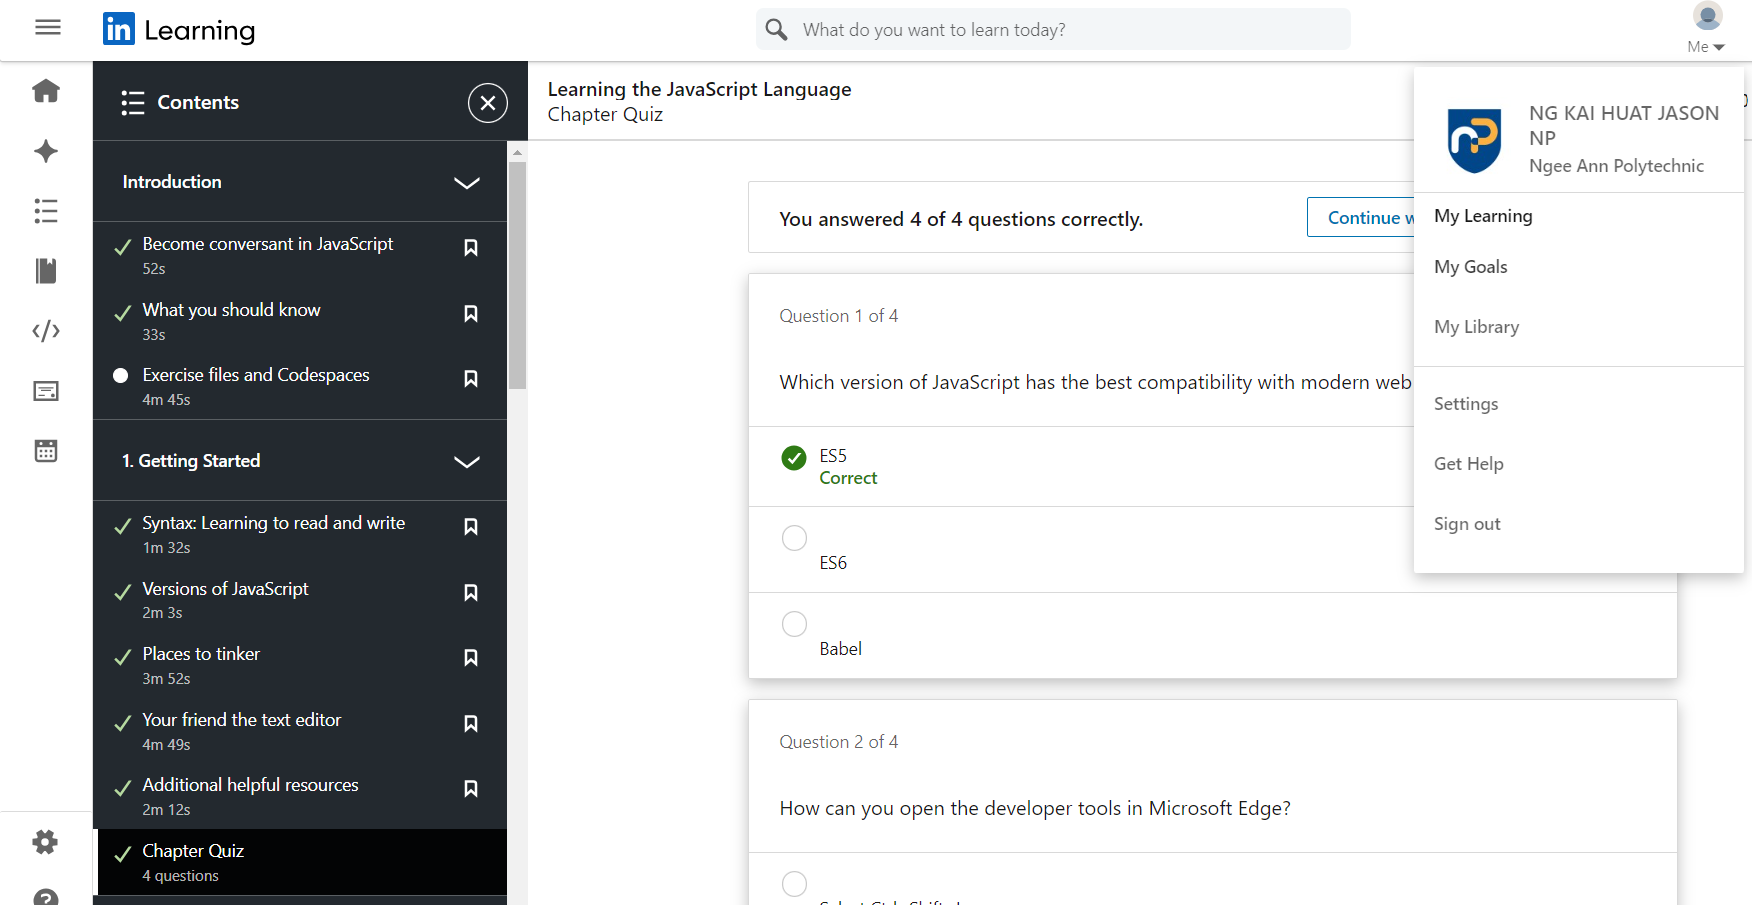 in Learning
What do you want to learn today?
Me
Contents
Introduction
Become conversant in JavaScript
52s
What you should know
33s
Exercise files and Codespaces
4m 45s
1. Getting Started
Syntax: Learning to read and write
1m 32s
Versions of JavaScript
2m 3s
Places to tinker
3m 52s
Your friend the text editor
4m 49s
Additional helpful resources
2m 12s
Chapter Quiz
4 questions
Learning the JavaScript Language
Chapter Quiz
You answered 4 of 4 questions correctly.
Continue
Question 1 of 4
Which version of JavaScript has the best compatibility with modern web
ES5
Correct
ES6
Babel
Question 2 of 4
How can you open the developer tools in Microsoft Edge?
NP
NG KAI HUAT JASON
NP
Ngee Ann Polytechnic
My Learning
My Goals
My Library
Settings
Get Help
Sign out